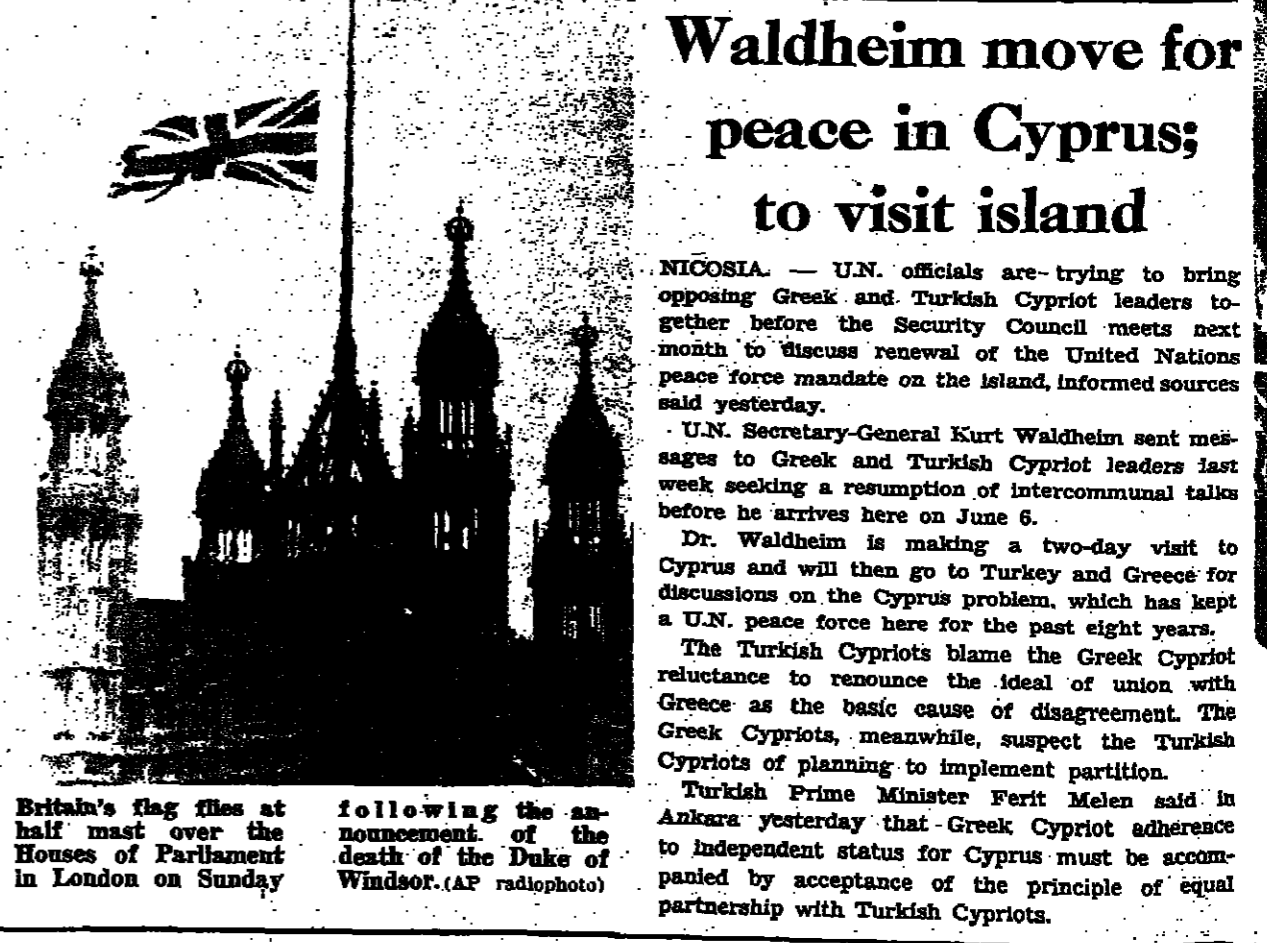 Waldheim move for
peace in Cyprus;
to visit island
NICOSIA. — U.N. officials are trying to bring
opposing Greek and Turkish Cypriot leaders to-
gether before the Security Council meets next
month to discuss renewal of the United Nations
peace force mandate on the island, informed sources
said yesterday.
U.N. Secretary-General Kurt Waldheim sent mes-
sages to Greek and Turkish Cypriot leaders last
week seeking a resumption of intercommunal talks
before he arrives here on June 6.
Dr. Waldheim is making a two-day visit to
Cyprus and will then go to Turkey and Greece for
discussions on the Cyprus problem, which has kept
a U.N. peace force here for the past eight years.
The Turkish Cypriots blame the Greek Cypriot
reluctance to renounce the ideal of union with
Greece as the basic cause of disagreement. The
Greek Cypriots, meanwhile, suspect the Turkish
Cypriots of planning to implement partition.
Turkish Prime Minister Ferit Melen said in
Ankara yesterday that Greek Cypriot adherence
to independent status for Cyprus must be accom-
panied by acceptance of the principle of equal
partnership with Turkish Cypriots.
Britain's flag flies at
half mast over the
Houses of Parliament
in London on Sunday
following the an-
nouncement of the
death of the Duke of
Windsor. (AP radiophoto)